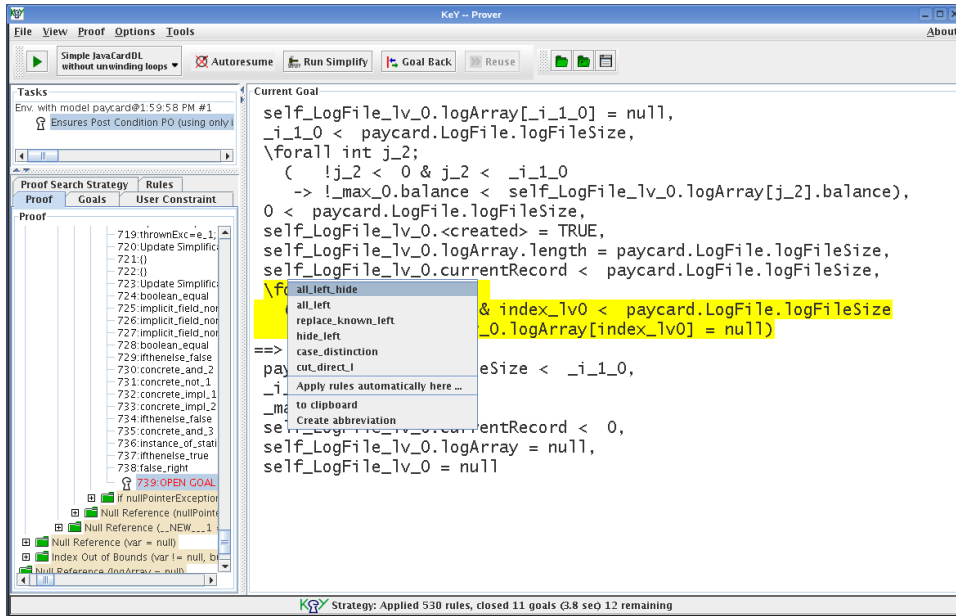 KeY -- Prover
File View Proof Options Tools
About
Simple JavaCardDL
without unwinding loops
Autoresume
Run Simplify
Goal Back
Reuse
Tasks
Env. with model paycard@1:59:58 PM #1
Ensures Post Condition PO (using only
Proof Search Strategy Rules
Proof Goals User Constraint
Proof
719:thrownExc=e_1;
720:Update Simplific
721:{}
722:{}
723:Update Simplific
724:boolean_equal
725:implicit_field_nor
726:implicit_field_nor
727:implicit_field_nor
728:boolean_equal
729:ifthenelse_false
730:concrete_and_2
731:concrete_not_1
732:concrete_impl_1
733:concrete_impl_2
734:ifthenelse_false
735:concrete_and_3
736:instance_of_stati
737:ifthenelse_true
738:false_right
739:OPEN GOAL
if nullPointerException
Null Reference (nullPointe
Null Reference (__NEW___1
Null Reference (var = null)
Index Out of Bounds (var != null, bu
Null Reference (logArray = null)
Current Goal
self_LogFile_lv_0.logArray[_i_1_0] = null,
_i_1_0 < paycard.LogFile.logFileSize,
\forall int j_2;
( !j_2 < 0 & j_2 < _i_1_0
-> !_max_0.balance < self_LogFile_lv_0.logArray[j_2].balance),
0 < paycard.LogFile.logFileSize,
self_LogFile_lv_0.<created> = TRUE,
self_LogFile_lv_0.logArray.length = paycard.LogFile.logFileSize,
self_LogFile_lv_0.currentRecord < paycard.LogFile.logFileSize,
\fo
& index_lv0 < paycard.LogFile.logFileSize
_0.logArray[index_lv0] = null)
==>
pay eSize < _i_1_0,
_i_
_ma
self_LogFile_lv_0.currentRecord < 0,
self_LogFile_lv_0.logArray = null,
self_LogFile_lv_0 = null
all_left_hide
all_left
replace_known_left
hide_left
case_distinction
cut_direct_l
Apply rules automatically here ...
to clipboard
Create abbreviation
KeY Strategy: Applied 530 rules, closed 11 goals (3.8 sec) 12 remaining